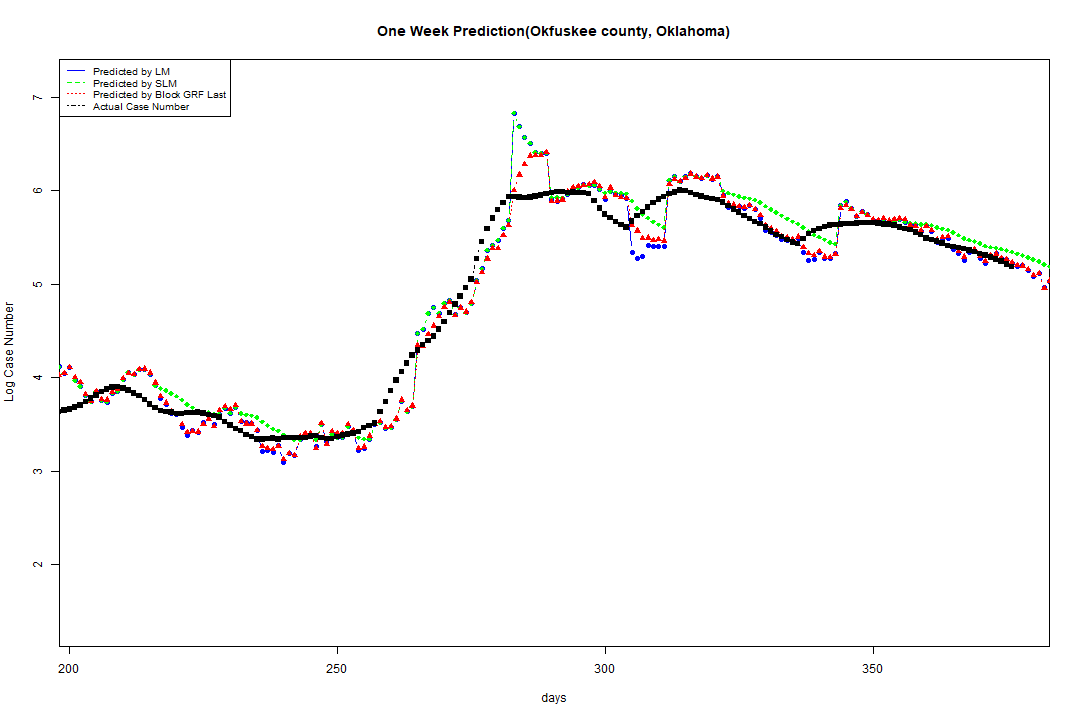 One Week Prediction(Okfuskee county, Oklahoma)
Predicted by LM
Predicted by SLM
Predicted by Block GRF Last
Actual Case Number
7
6
5
4
3
2
Log Case Number
200 250 300 350
days